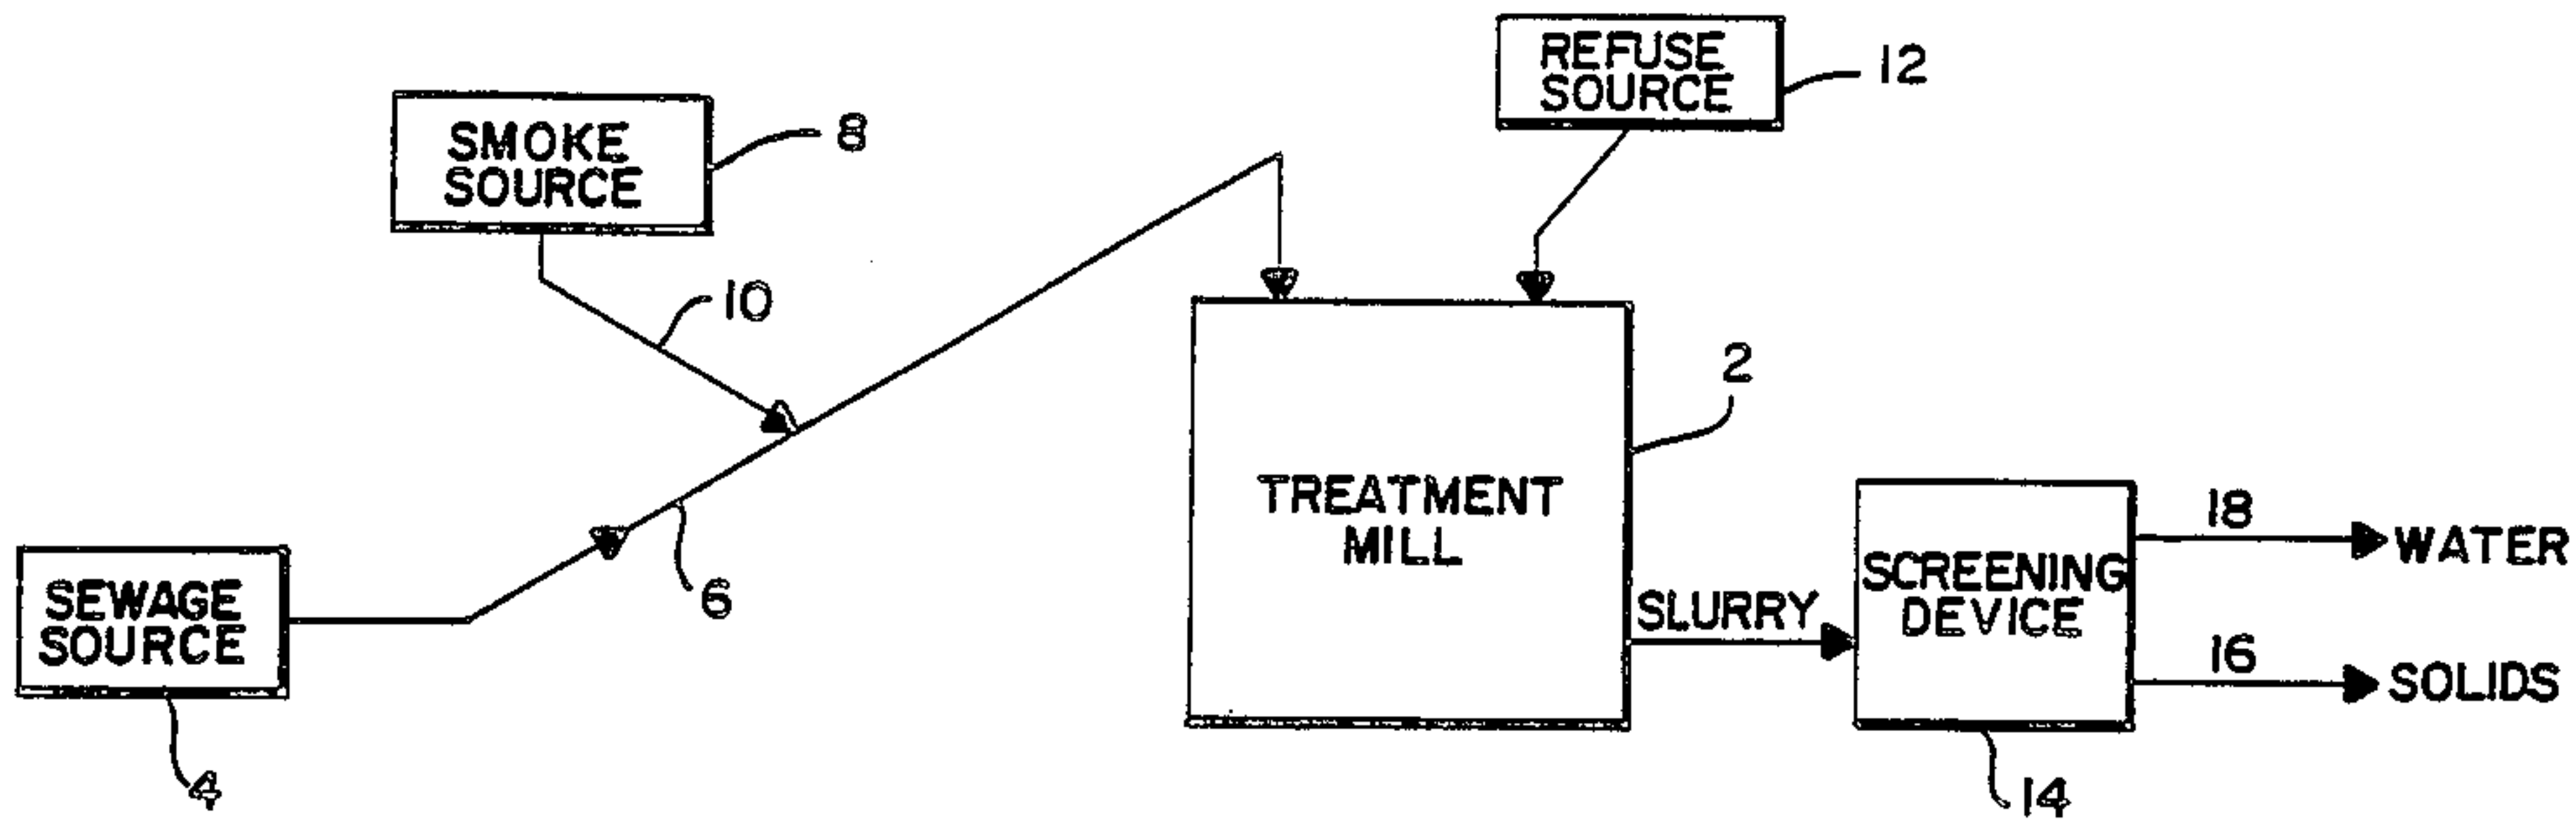 REFUSE
SOURCE
12
SMOKE
SOURCE
8
10
2
TREATMENT
MILL
6
SEWAGE
SOURCE
4
SLURRY
SCREENING
DEVICE
14
18
WATER
16
SOLIDS